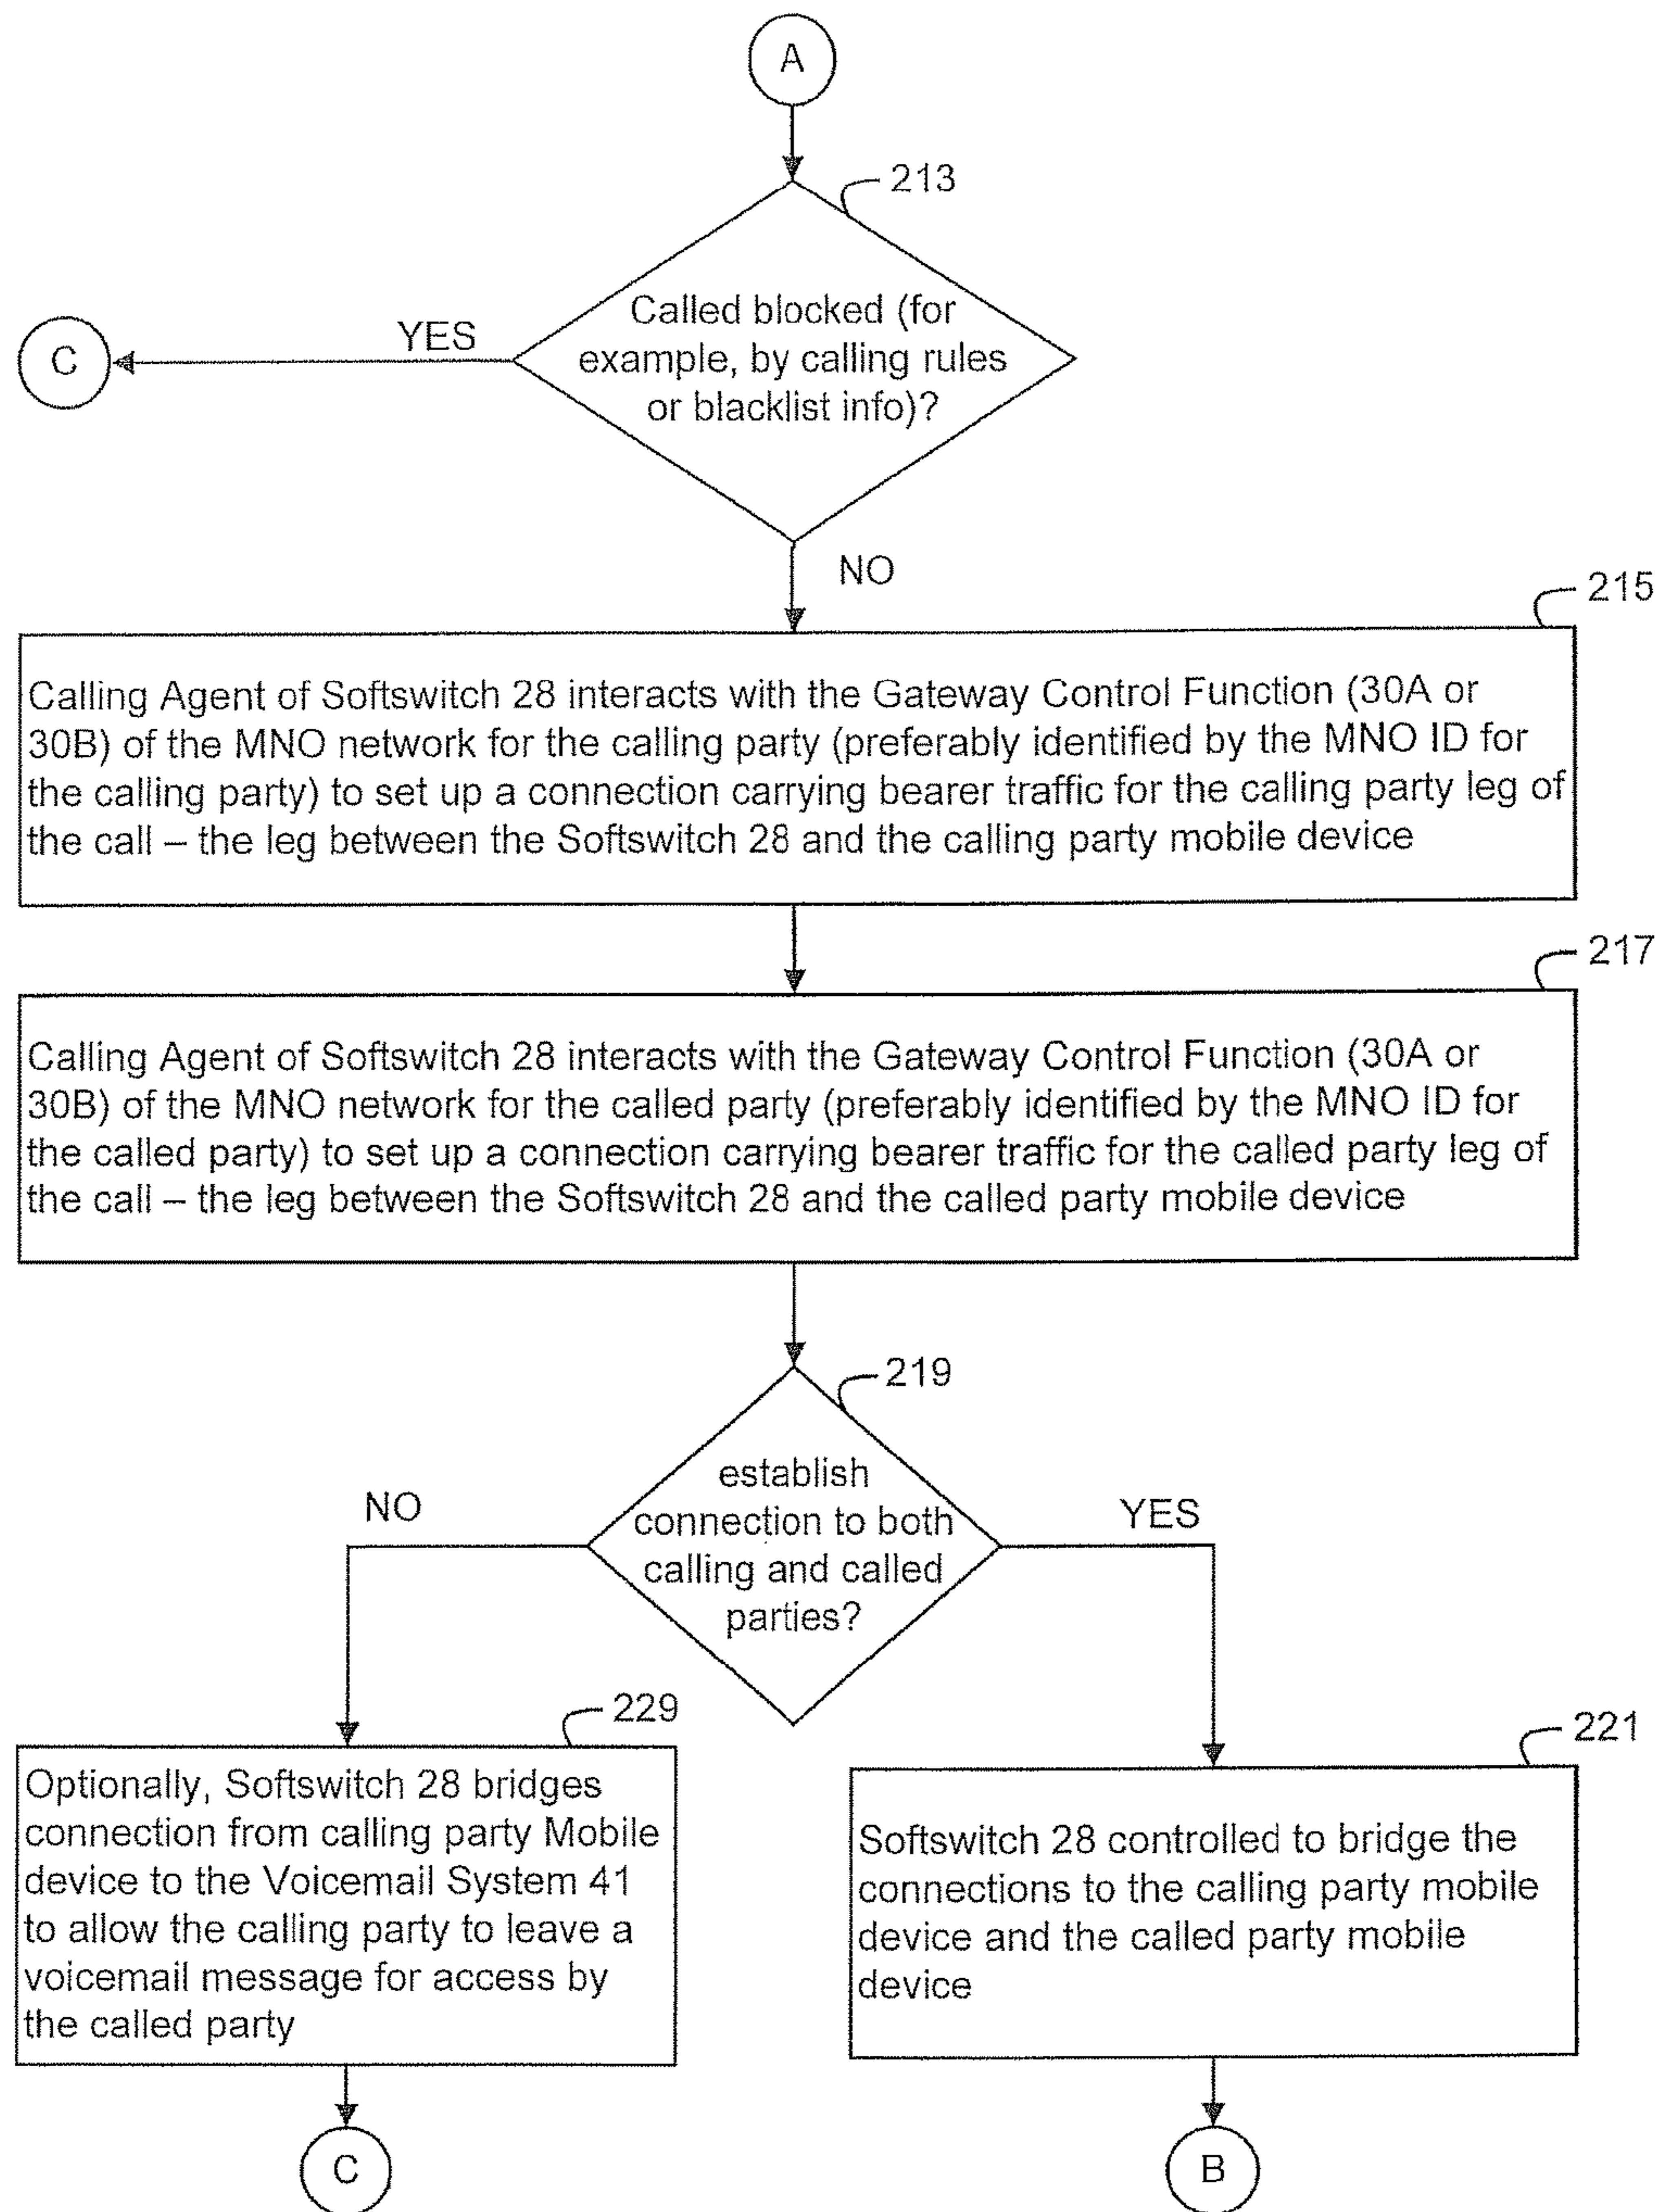 A
213
Called blocked (for
example, by calling rules
or blacklist info)?
YES
C
NO
215
Calling Agent of Softswitch 28 interacts with the Gateway Control Function (30A or
30B) of the MNO network for the calling party (preferably identified by the MNO ID for
the calling party) to set up a connection carrying bearer traffic for the calling party leg of
the call – the leg between the Softswitch 28 and the calling party mobile device
217
Calling Agent of Softswitch 28 interacts with the Gateway Control Function (30A or
30B) of the MNO network for the called party (preferably identified by the MNO ID for
the called party) to set up a connection carrying bearer traffic for the called party leg of
the call – the leg between the Softswitch 28 and the called party mobile device
219
establish
connection to both
calling and called
parties?
NO
YES
229
Optionally, Softswitch 28 bridges
connection from calling party Mobile
device to the Voicemail System 41
to allow the calling party to leave a
voicemail message for access by
the called party
221
Softswitch 28 controlled to bridge the
connections to the calling party mobile
device and the called party mobile
device
C
B